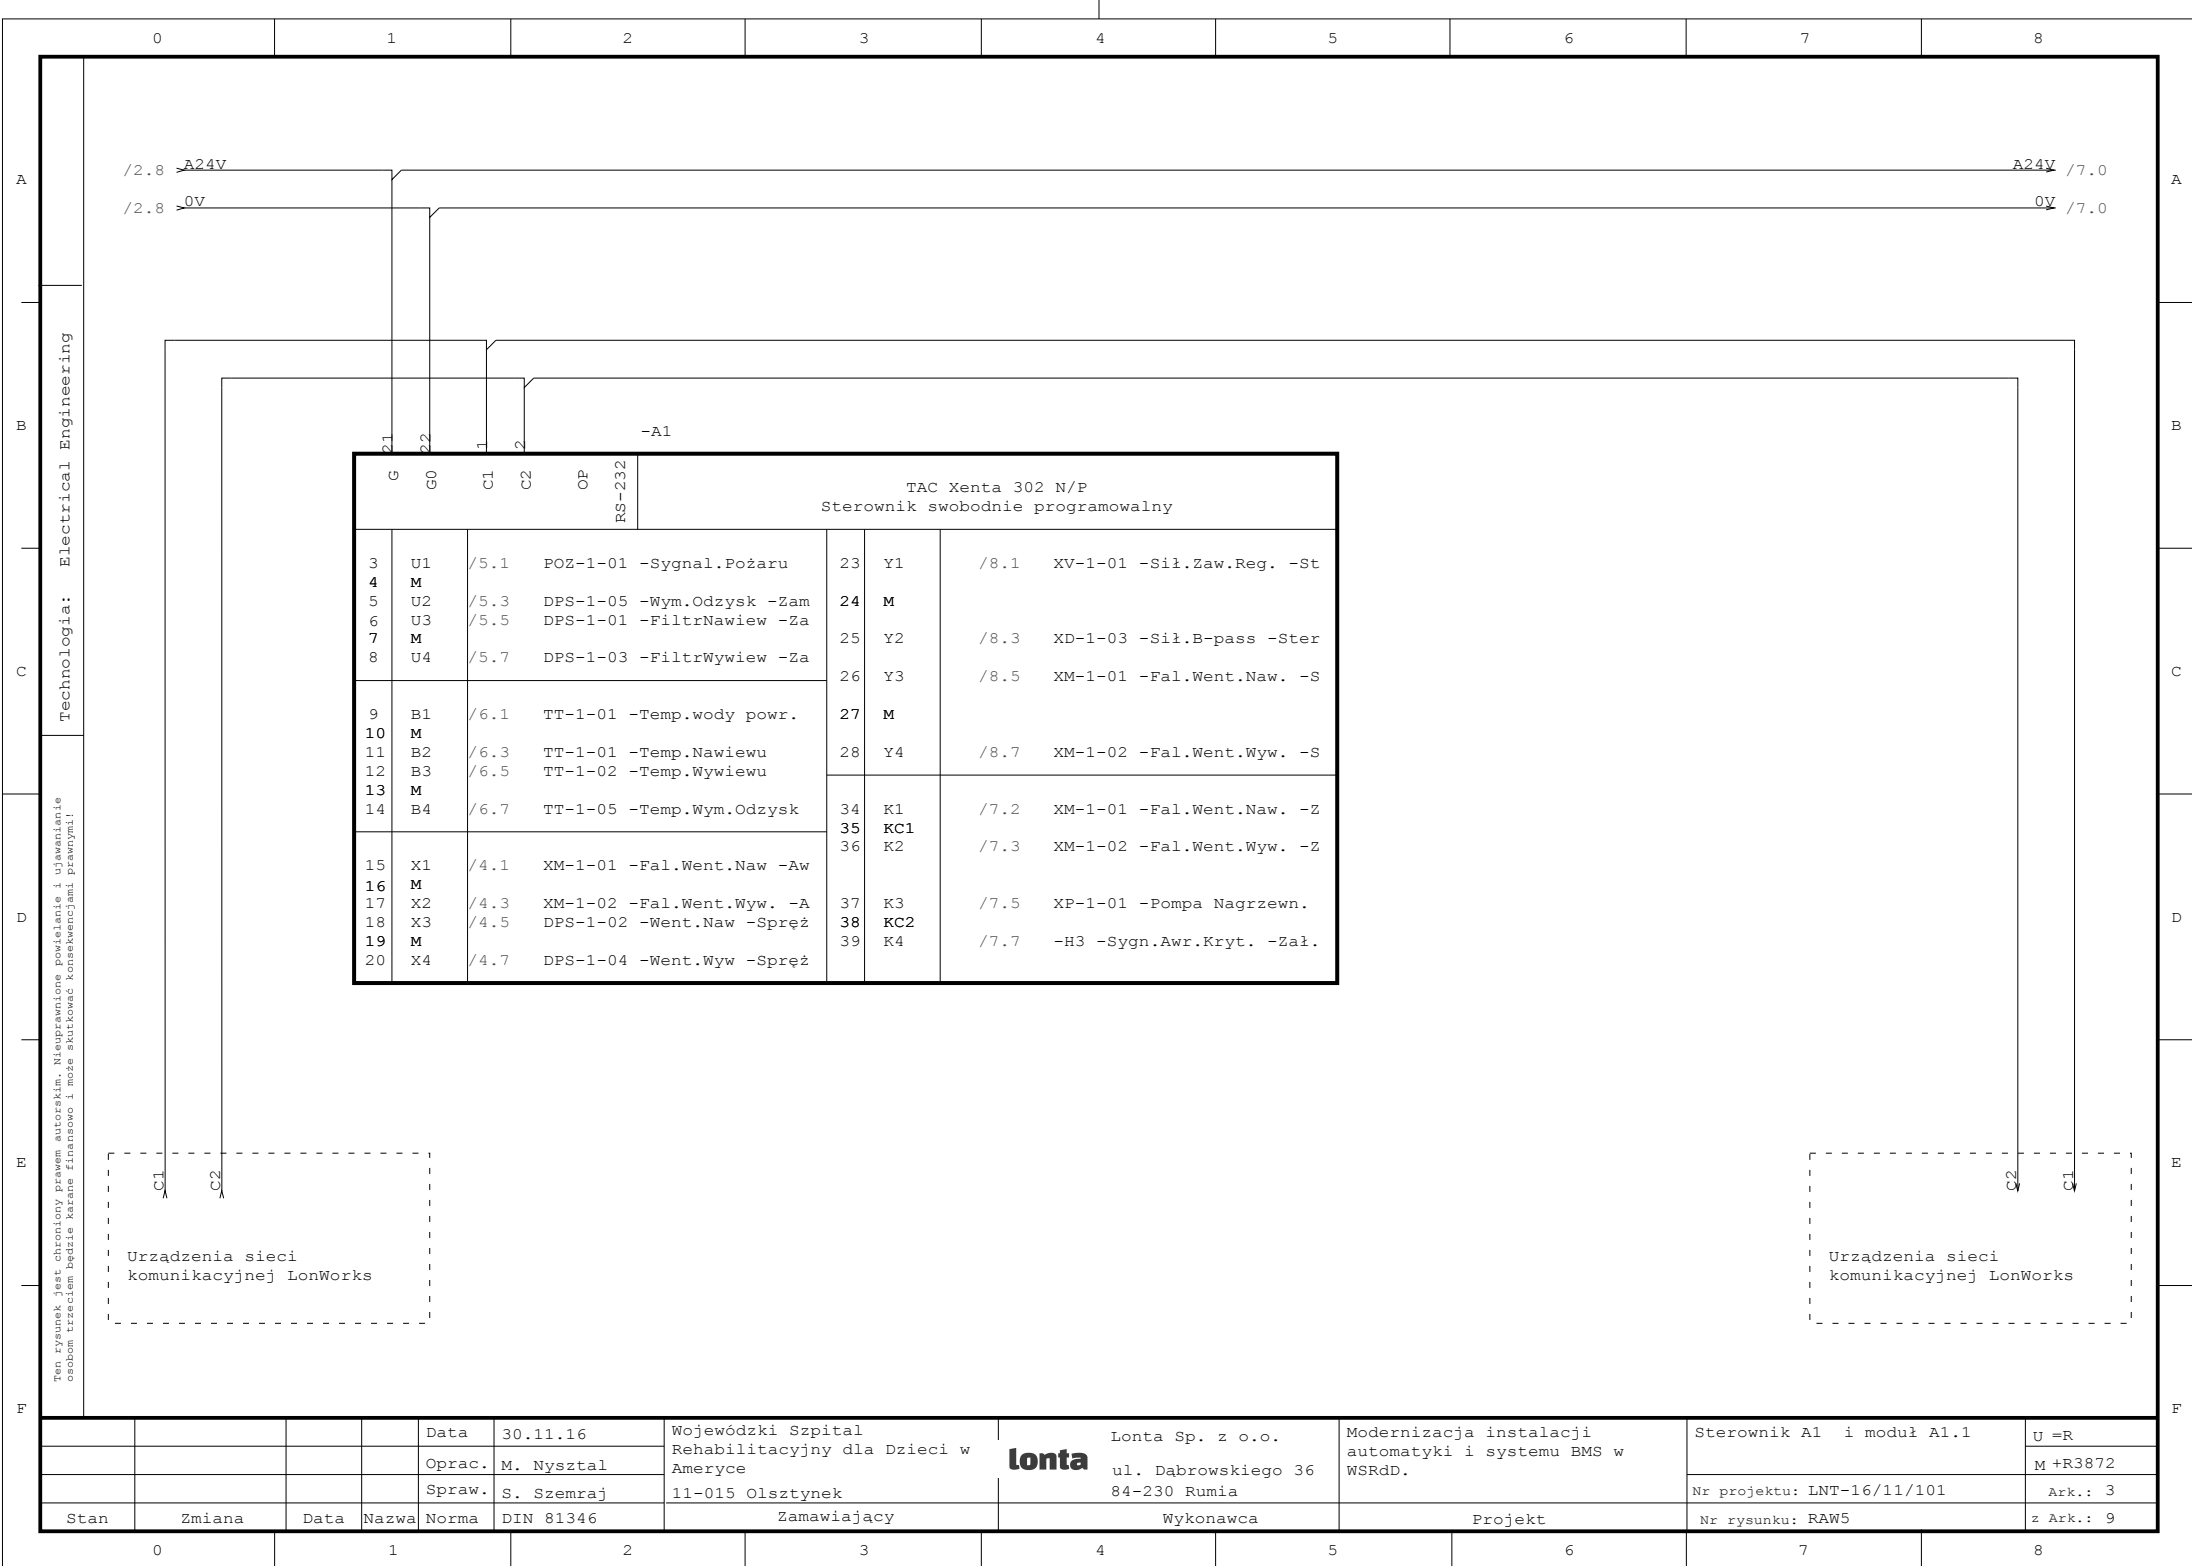 0 1 2 3 4 5 6 7 8
A A
B B
C C
D D
E E
F F
Technologia: Electrical Engineering
Ten rysunek jest chroniony prawem autorskim. Nieuprawnione powielanie i ujawanianie
osobom trzeciem będzie karane finansowo i może skutkować konsekwencjami prawnymi!
/2.8 A24V A24V /7.0
/2.8 0V 0V /7.0
21 22 1 2 -A1
G G0 C1 C2 OP RS-232
TAC Xenta 302 N/P
Sterownik swobodnie programowalny
3 U1 /5.1 POZ-1-01 -Sygnal.Pożaru
4 M
5 U2 /5.3 DPS-1-05 -Wym.Odzysk -Zam
6 U3 /5.5 DPS-1-01 -FiltrNawiew -Za
7 M
8 U4 /5.7 DPS-1-03 -FiltrWywiew -Za
9 B1 /6.1 TT-1-01 -Temp.wody powr.
10 M
11 B2 /6.3 TT-1-01 -Temp.Nawiewu
12 B3 /6.5 TT-1-02 -Temp.Wywiewu
13 M
14 B4 /6.7 TT-1-05 -Temp.Wym.Odzysk
15 X1 /4.1 XM-1-01 -Fal.Went.Naw -Aw
16 M
17 X2 /4.3 XM-1-02 -Fal.Went.Wyw. -A
18 X3 /4.5 DPS-1-02 -Went.Naw -Spręż
19 M
20 X4 /4.7 DPS-1-04 -Went.Wyw -Spręż
23 Y1 /8.1 XV-1-01 -Sił.Zaw.Reg. -St
24 M
25 Y2 /8.3 XD-1-03 -Sił.B-pass -Ster
26 Y3 /8.5 XM-1-01 -Fal.Went.Naw. -S
27 M
28 Y4 /8.7 XM-1-02 -Fal.Went.Wyw. -S
34 K1 /7.2 XM-1-01 -Fal.Went.Naw. -Z
35 KC1
36 K2 /7.3 XM-1-02 -Fal.Went.Wyw. -Z
37 K3 /7.5 XP-1-01 -Pompa Nagrzewn.
38 KC2
39 K4 /7.7 -H3 -Sygn.Awr.Kryt. -Zał.
C1 C2
Urządzenia sieci
komunikacyjnej LonWorks
C2 C1
Urządzenia sieci
komunikacyjnej LonWorks
Data 30.11.16
Oprac. M. Nysztal
Spraw. S. Szemraj
Stan Zmiana Data Nazwa Norma DIN 81346
Wojewódzki Szpital
Rehabilitacyjny dla Dzieci w
Ameryce
11-015 Olsztynek
Zamawiający
lonta
Lonta Sp. z o.o.
ul. Dąbrowskiego 36
84-230 Rumia
Wykonawca
Modernizacja instalacji
automatyki i systemu BMS w
WSRdD.
Projekt
Sterownik A1 i moduł A1.1
Nr projektu: LNT-16/11/101
Nr rysunku: RAW5
U =R
M +R3872
Ark.: 3
z Ark.: 9
0 1 2 3 4 5 6 7 8